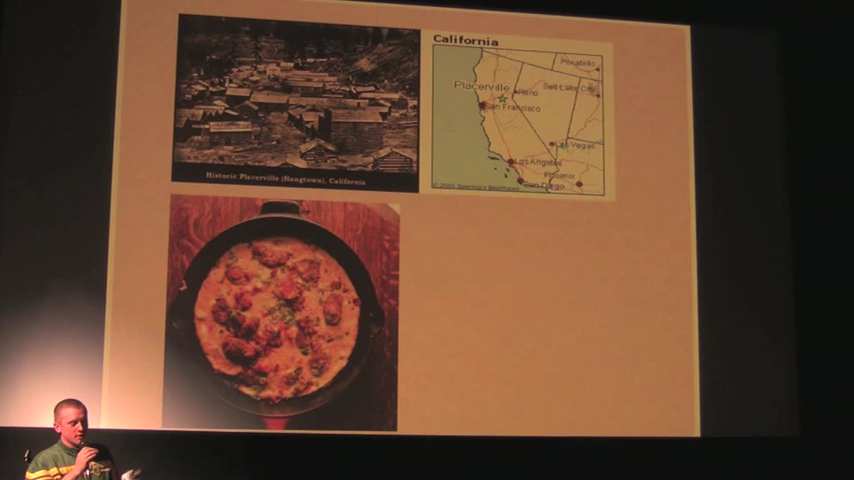 Historic Placerville (Hangtown), California
California
Pocatello
Placerville
Reno
Salt Lake City
San Francisco
Las Vegas
Los Angeles
Phoenix
San Diego